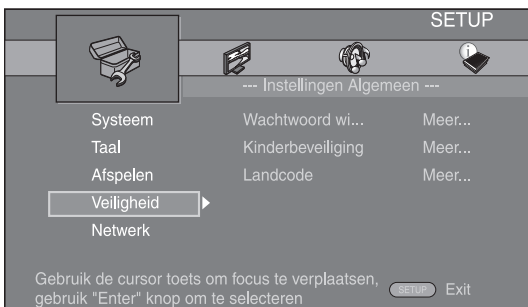 SETUP
--- Instellingen Algemeen ---
Systeem
Wachtwoord wi... Meer...
Taal
Kinderbeveiliging Meer...
Afspelen
Landcode Meer...
Veiligheid
Netwerk
Gebruik de cursor toets om focus te verplaatsen,
gebruik "Enter" knop om te selecteren
SETUP Exit